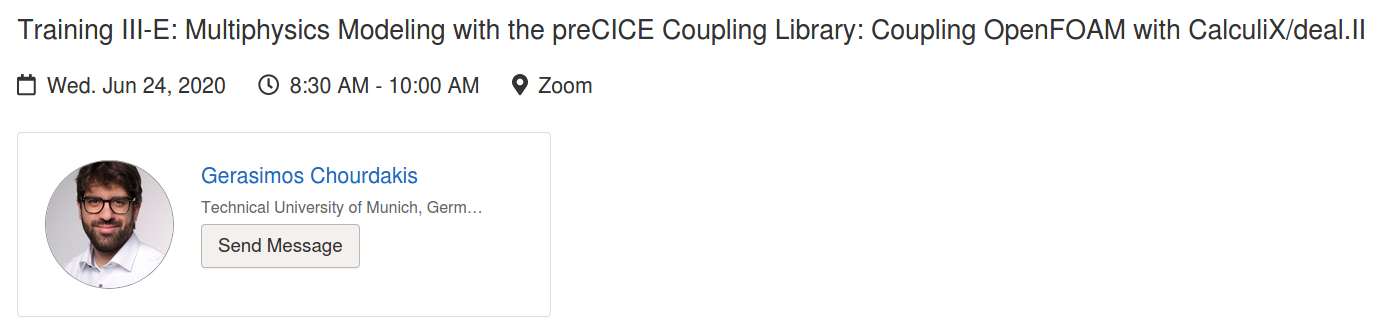 Training III-E: Multiphysics Modeling with the preCICE Coupling Library: Coupling OpenFOAM with CalculiX/deal.II
Wed. Jun 24, 2020 8:30 AM - 10:00 AM Zoom
Gerasimos Chourdakis
Technical University of Munich, Germ...
Send Message